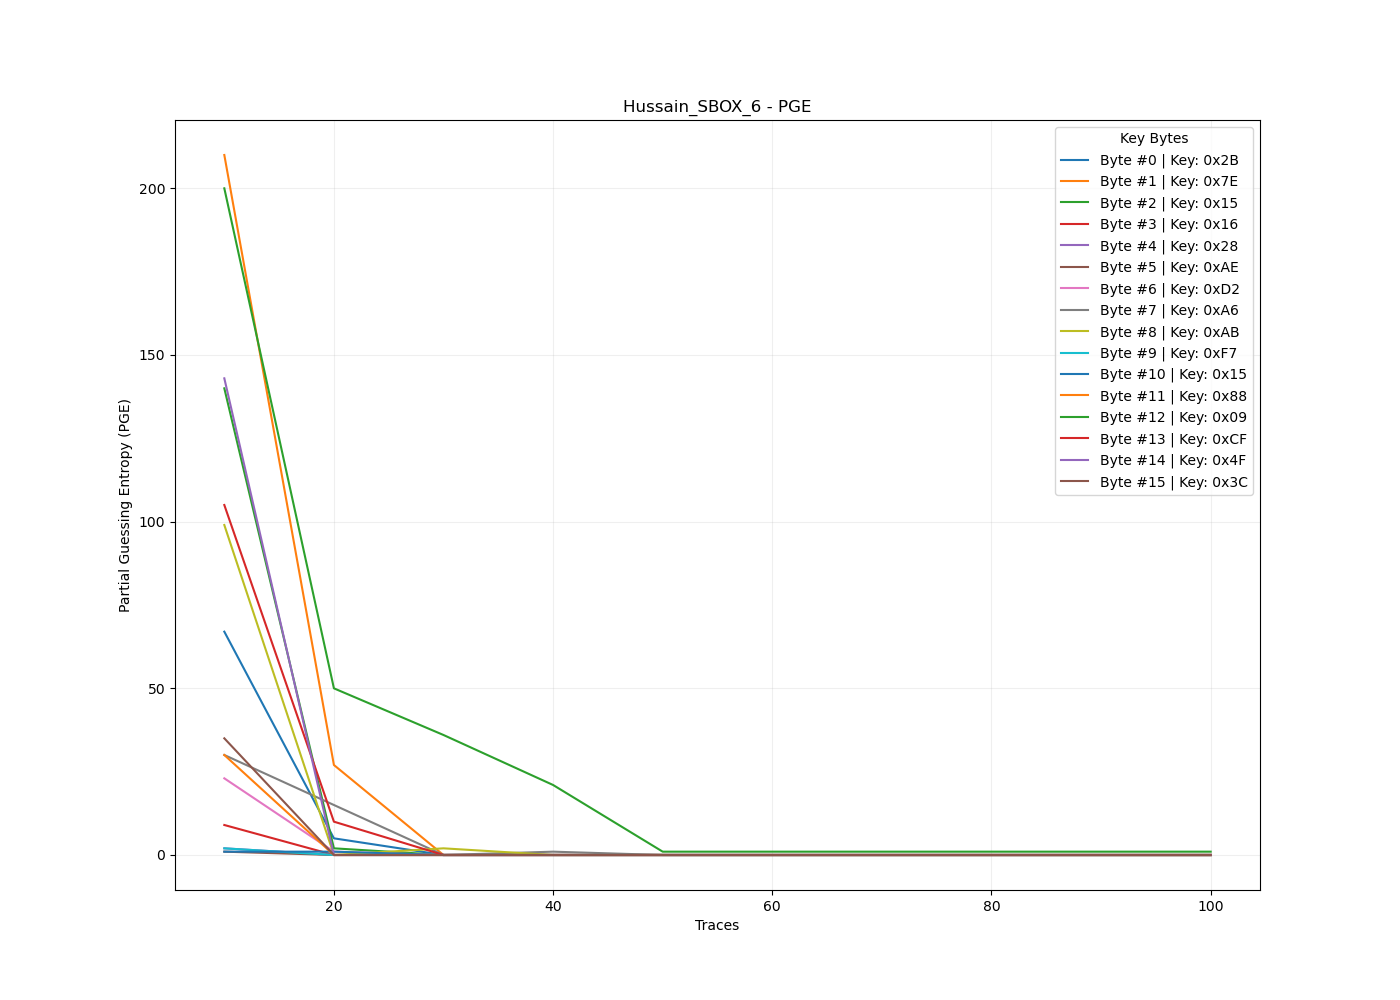 Hussain_SBOX_6 - PGE
Key Bytes
Byte #0 | Key: 0x2B
Byte #1 | Key: 0x7E
Byte #2 | Key: 0x15
Byte #3 | Key: 0x16
Byte #4 | Key: 0x28
Byte #5 | Key: 0xAE
Byte #6 | Key: 0xD2
Byte #7 | Key: 0xA6
Byte #8 | Key: 0xAB
Byte #9 | Key: 0xF7
Byte #10 | Key: 0x15
Byte #11 | Key: 0x88
Byte #12 | Key: 0x09
Byte #13 | Key: 0xCF
Byte #14 | Key: 0x4F
Byte #15 | Key: 0x3C
Partial Guessing Entropy (PGE)
200
150
100
50
0
20 40 60 80 100
Traces